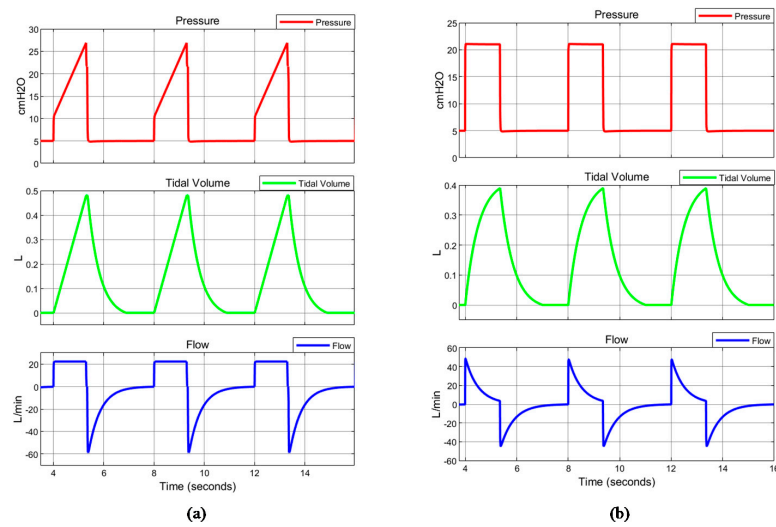 Pressure
Pressure
30
25
20
15
10
5
0
cmH2O
Tidal Volume
Tidal Volume
0.5
0.4
0.3
0.2
0.1
0
L
Flow
Flow
20
0
-20
-40
-60
L/min
4 6 8 10 12 14
Time (seconds)
(a)
Pressure
Pressure
25
20
15
10
5
0
cmH2O
Tidal Volume
Tidal Volume
0.4
0.3
0.2
0.1
0
L
Flow
Flow
60
40
20
0
-20
-40
-60
L/min
4 6 8 10 12 14 16
Time (seconds)
(b)